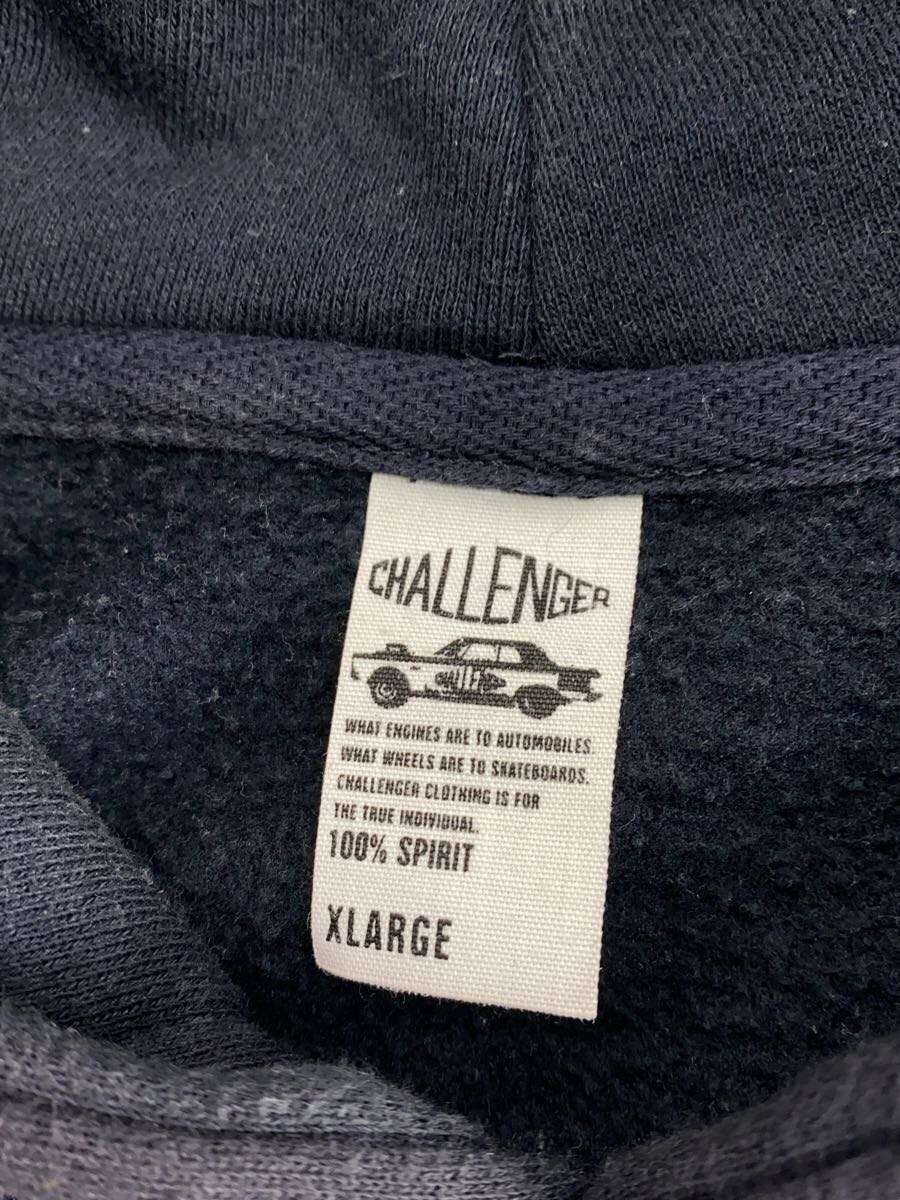 CHALLENGER
WHAT ENGINES ARE TO AUTOMOBILES.
WHAT WHEELS ARE TO SKATEBOARDS.
CHALLENGER CLOTHING IS FOR
THE TRUE INDIVIDUAL.
100% SPIRIT
XLARGE